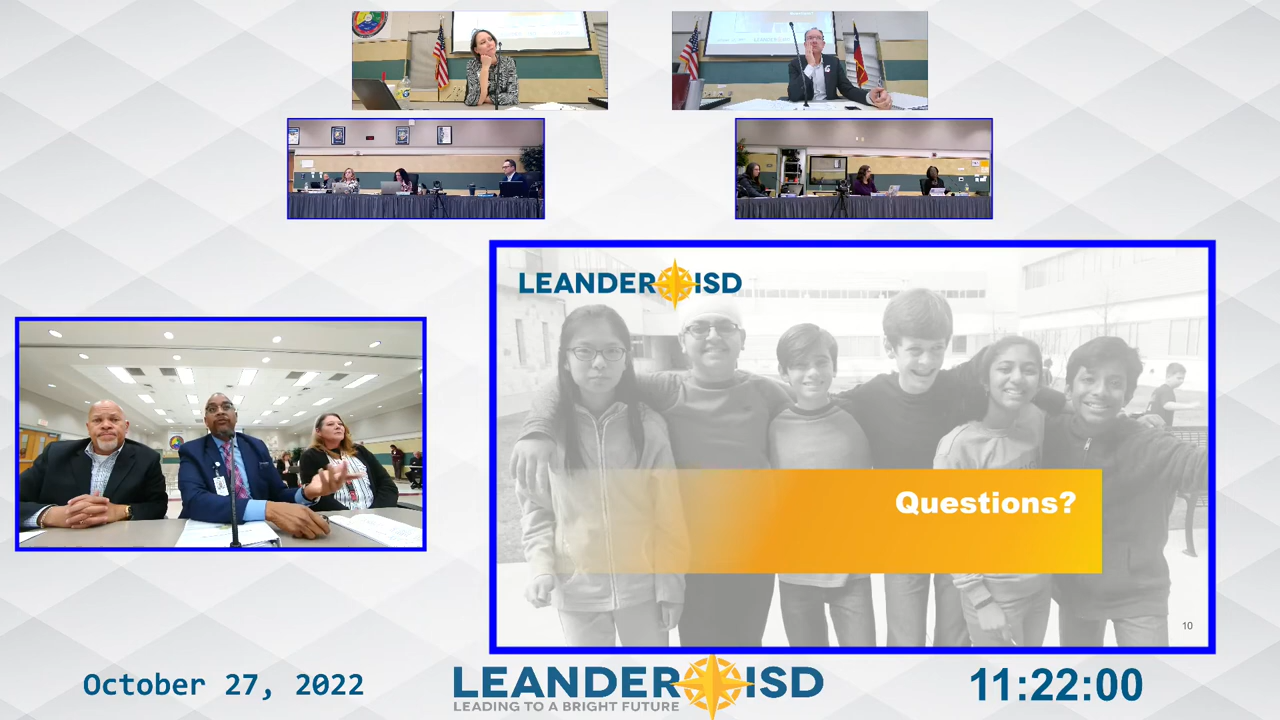 LEANDER ISD
Questions?
10
October 27, 2022
LEANDER ISD
LEADING TO A BRIGHT FUTURE
11:22:00